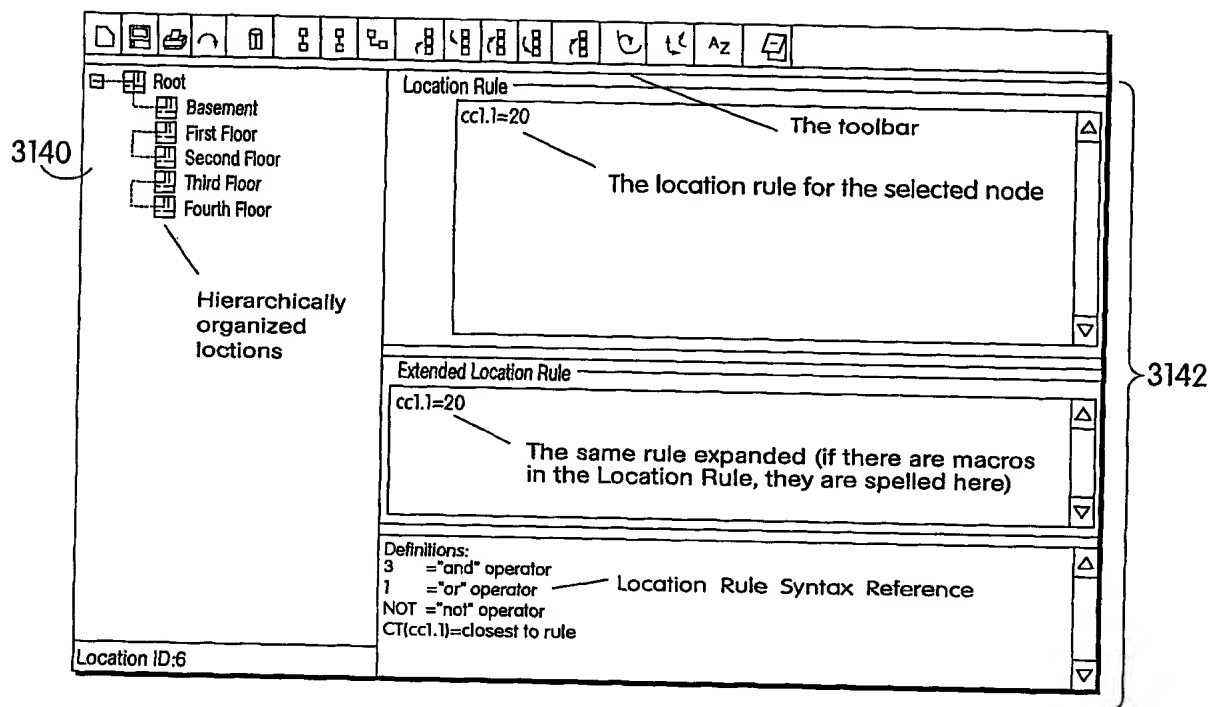 AZ
Root
Basement
First Floor
Second Floor
Third Floor
Fourth Floor
3140
Hierarchically
organized
loctions
Location ID:6
Location Rule
cc1.1=20
The toolbar
The location rule for the selected node
3142
Extended Location Rule
cc1.1=20
The same rule expanded (if there are macros
in the Location Rule, they are spelled here)
Definitions:
3 ="and" operator
1 ="or" operator
Location Rule Syntax Reference
NOT ="not" operator
CT(cc1.1)=closest to rule